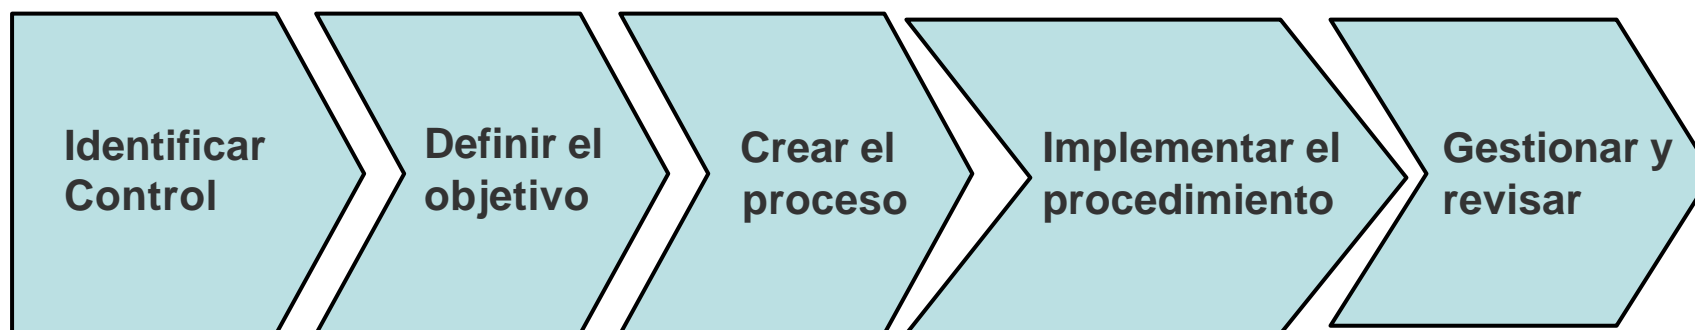 Identificar
Control
Definir el
objetivo
Crear el
proceso
Implementar el
procedimiento
Gestionar y
revisar